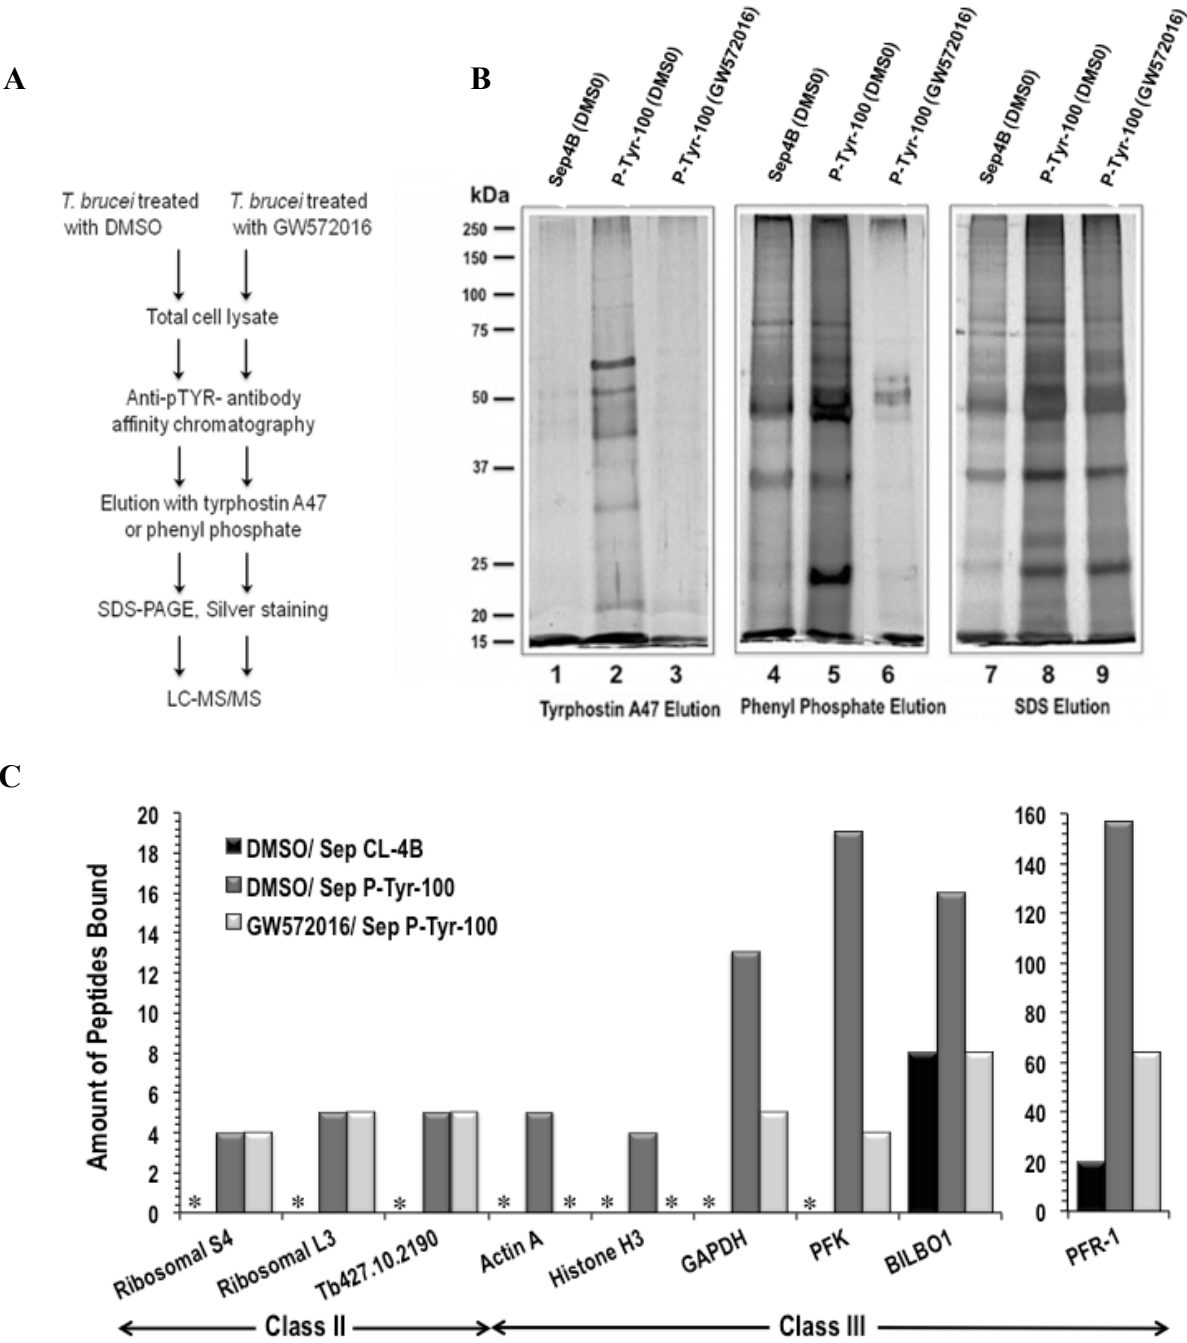 A
B
T. brucei treated with DMSO
T. brucei treated with GW572016
Total cell lysate
Anti-pTYR- antibody
affinity chromatography
Elution with tyrphostin A47
or phenyl phosphate
SDS-PAGE, Silver staining
LC-MS/MS
Sep4B (DMS0)
P-Tyr-100 (DMS0)
P-Tyr-100 (GW572016)
Sep4B (DMS0)
P-Tyr-100 (DMS0)
P-Tyr-100 (GW572016)
Sep4B (DMS0)
P-Tyr-100 (DMS0)
P-Tyr-100 (GW572016)
kDa
250
150
100
75
50
37
25
20
15
1 2 3 4 5 6 7 8 9
Tyrphostin A47 Elution
Phenyl Phosphate Elution
SDS Elution
C
Amount of Peptides Bound
20
18
16
14
12
10
8
6
4
2
0
DMSO/ Sep CL-4B
DMSO/ Sep P-Tyr-100
GW572016/ Sep P-Tyr-100
160
140
120
100
80
60
40
20
0
* * * * * * * * *
Ribosomal S4
Ribosomal L3
Tb427.10.2190
Actin A
Histone H3
GAPDH
PFK
BILBO1
PFR-1
Class II
Class III